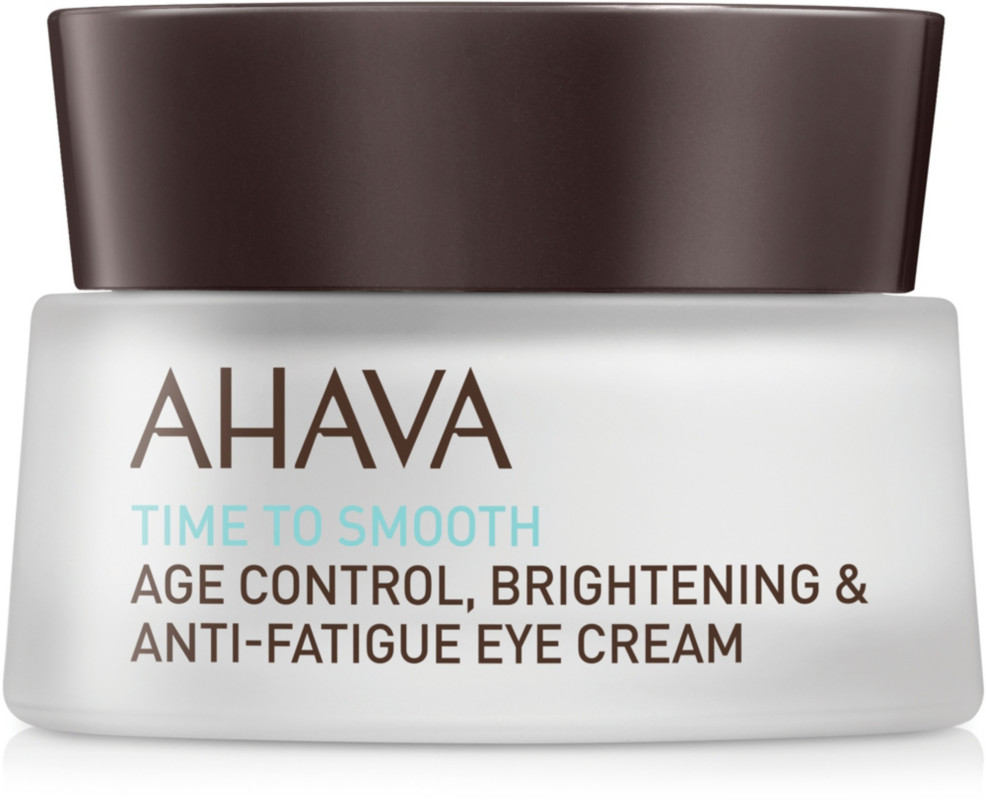 AHAVA
TIME TO SMOOTH
AGE CONTROL, BRIGHTENING &
ANTI-FATIGUE EYE CREAM